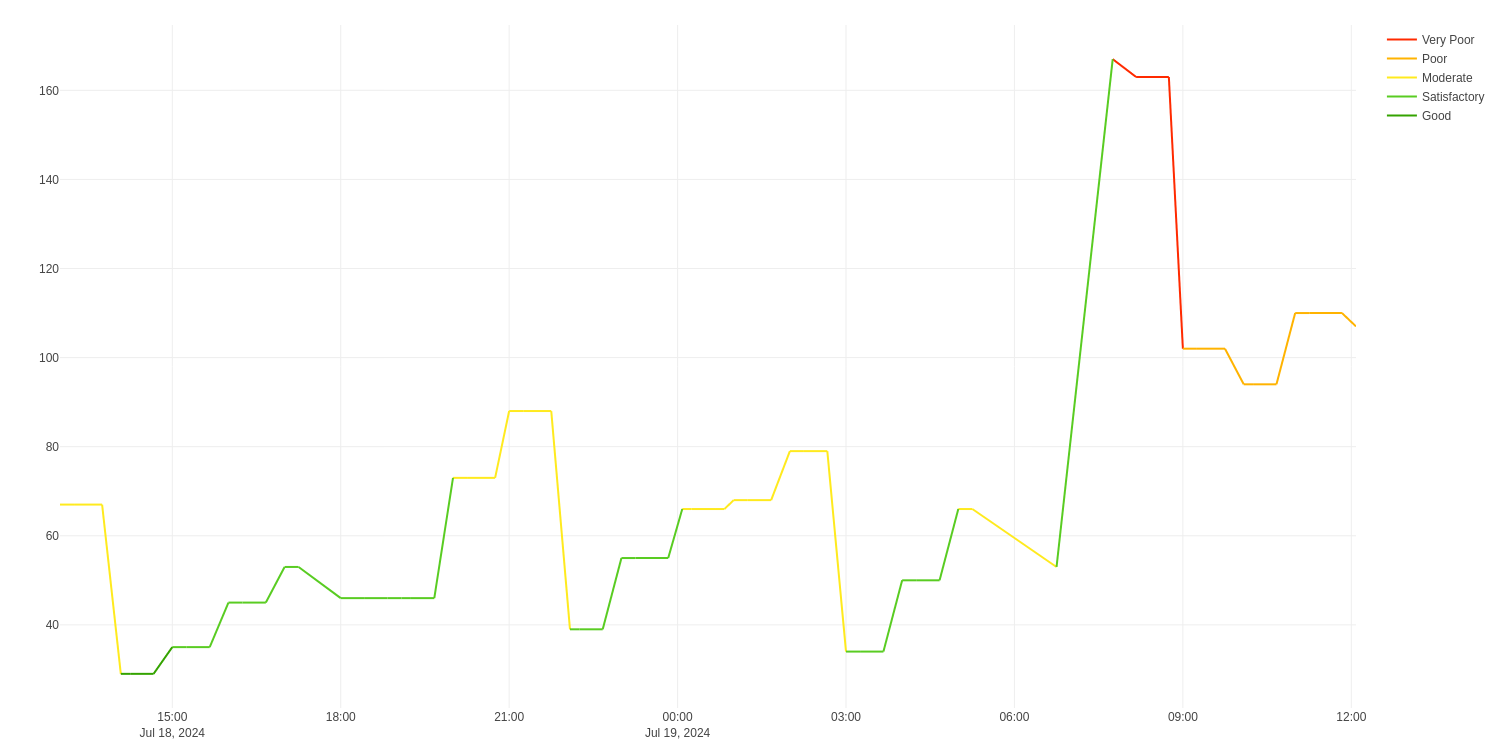 160
140
120
100
80
60
40
15:00
Jul 18, 2024
18:00
21:00
00:00
Jul 19, 2024
03:00
06:00
09:00
12:00
Very Poor
Poor
Moderate
Satisfactory
Good